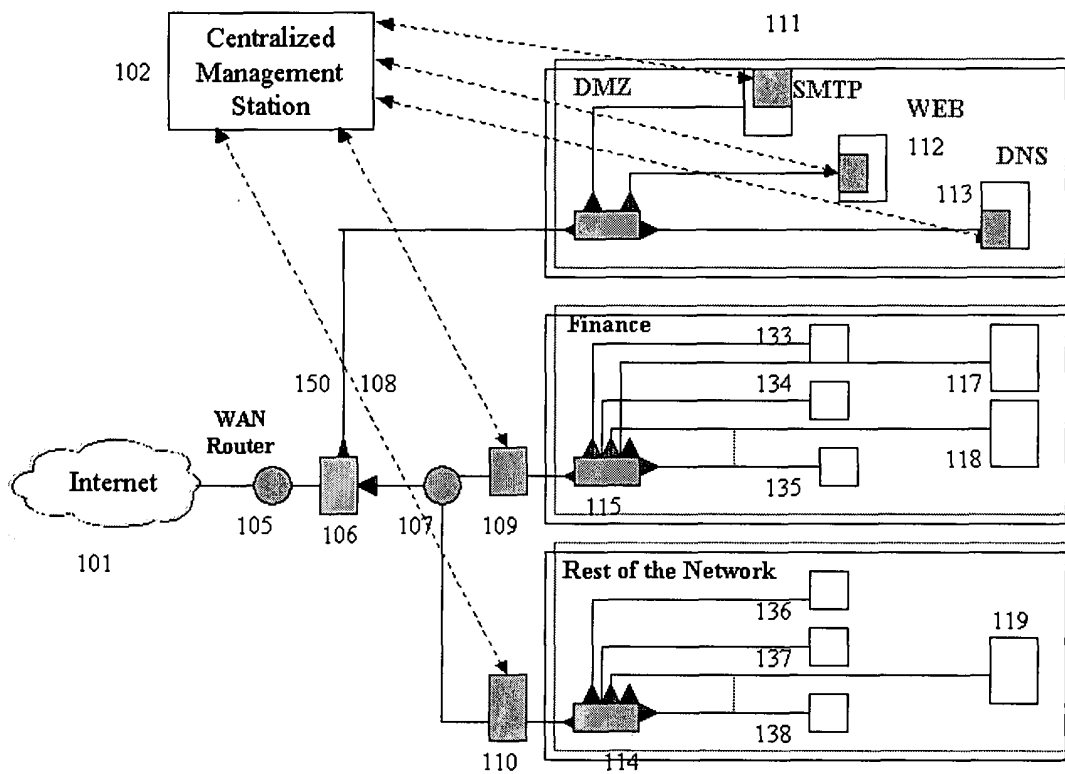 111
Centralized
Management
Station
102
DMZ
SMTP
WEB
112
DNS
113
Finance
133
134
117
118
135
115
150
108
WAN
Router
Internet
101
105
106
107
109
Rest of the Network
136
137
119
138
110
114